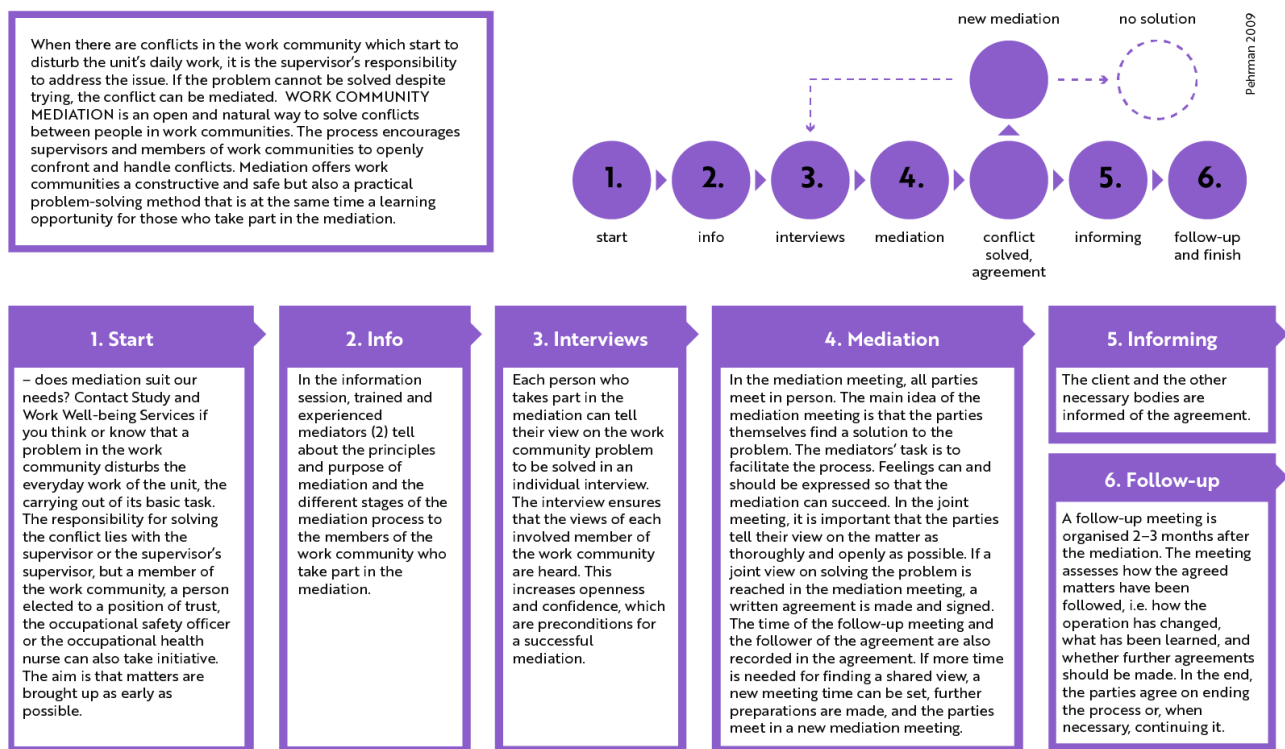 When there are conflicts in the work community which start to
disturb the unit's daily work, it is the supervisor's responsibility
to address the issue. If the problem cannot be solved despite
trying, the conflict can be mediated.  WORK COMMUNITY
MEDIATION is an open and natural way to solve conflicts
between people in work communities. The process encourages
supervisors and members of work communities to openly
confront and handle conflicts. Mediation offers work
communities a constructive and safe but also a practical
problem-solving method that is at the same time a learning
opportunity for those who take part in the mediation.
new mediation
no solution
Pehrman 2009
1.
2.
3.
4.
5.
6.
start
info
interviews
mediation
conflict
solved,
agreement
informing
follow-up
and finish
1. Start
– does mediation suit our
needs? Contact Study and
Work Well-being Services if
you think or know that a
problem in the work
community disturbs the
everyday work of the unit, the
carrying out of its basic task.
The responsibility for solving
the conflict lies with the
supervisor or the supervisor's
supervisor, but a member of
the work community, a person
elected to a position of trust,
the occupational safety officer
or the occupational health
nurse can also take initiative.
The aim is that matters are
brought up as early as
possible.
2. Info
In the information
session, trained and
experienced
mediators (2) tell
about the principles
and purpose of
mediation and the
different stages of the
mediation process to
the members of the
work community who
take part in the
mediation.
3. Interviews
Each person who
takes part in the
mediation can tell
their view on the work
community problem
to be solved in an
individual interview.
The interview ensures
that the views of each
involved member of
the work community
are heard. This
increases openness
and confidence, which
are preconditions for
a successful
mediation.
4. Mediation
In the mediation meeting, all parties
meet in person. The main idea of the
mediation meeting is that the parties
themselves find a solution to the
problem. The mediators' task is to
facilitate the process. Feelings can and
should be expressed so that the
mediation can succeed. In the joint
meeting, it is important that the parties
tell their view on the matter as
thoroughly and openly as possible. If a
joint view on solving the problem is
reached in the mediation meeting, a
written agreement is made and signed.
The time of the follow-up meeting and
the follower of the agreement are also
recorded in the agreement. If more time
is needed for finding a shared view, a
new meeting time can be set, further
preparations are made, and the parties
meet in a new mediation meeting.
5. Informing
The client and the other
necessary bodies are
informed of the agreement.
6. Follow-up
A follow-up meeting is
organised 2–3 months after
the mediation. The meeting
assesses how the agreed
matters have been
followed, i.e. how the
operation has changed,
what has been learned, and
whether further agreements
should be made. In the end,
the parties agree on ending
the process or, when
necessary, continuing it.